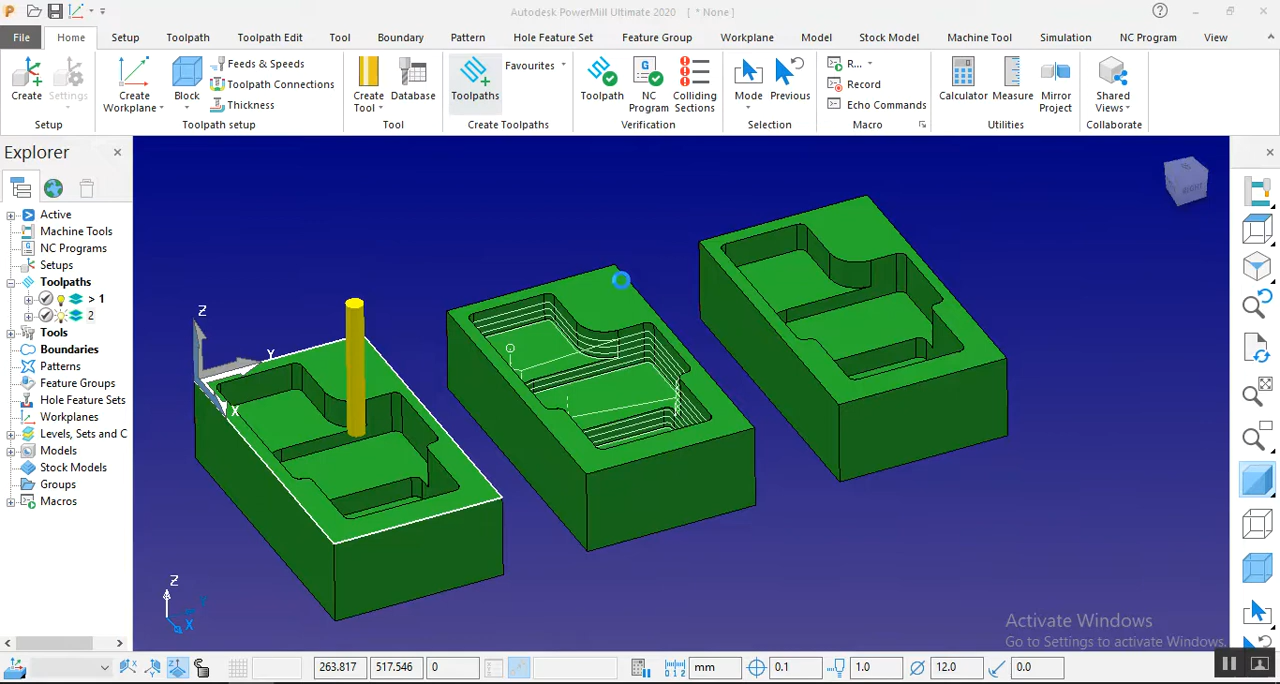 Autodesk PowerMill Ultimate 2020 [ * None ]
File Home Setup Toolpath Toolpath Edit Tool Boundary Pattern Hole Feature Set Feature Group Workplane Model Stock Model Machine Tool Simulation NC Program View
Create
Settings
Setup
Create Workplane
Block
Feeds & Speeds
Toolpath Connections
Thickness
Toolpath setup
Create Tool
Database
Tool
Toolpaths
Favourites
Create Toolpaths
Toolpath
NC Program
Colliding Sections
Verification
Mode
Previous
Selection
R...
Record
Echo Commands
Macro
Calculator
Measure
Mirror Project
Utilities
Shared Views
Collaborate
Explorer
Active
Machine Tools
NC Programs
Setups
Toolpaths
> 1
2
Tools
Boundaries
Patterns
Feature Groups
Hole Feature Sets
Workplanes
Levels, Sets and C
Models
Stock Models
Groups
Macros
Z
Y
X
Z
X
RIGHT
Activate Windows
Go to Settings to activate Windows.
263.817 517.546 0 mm 0.1 1.0 12.0 0.0